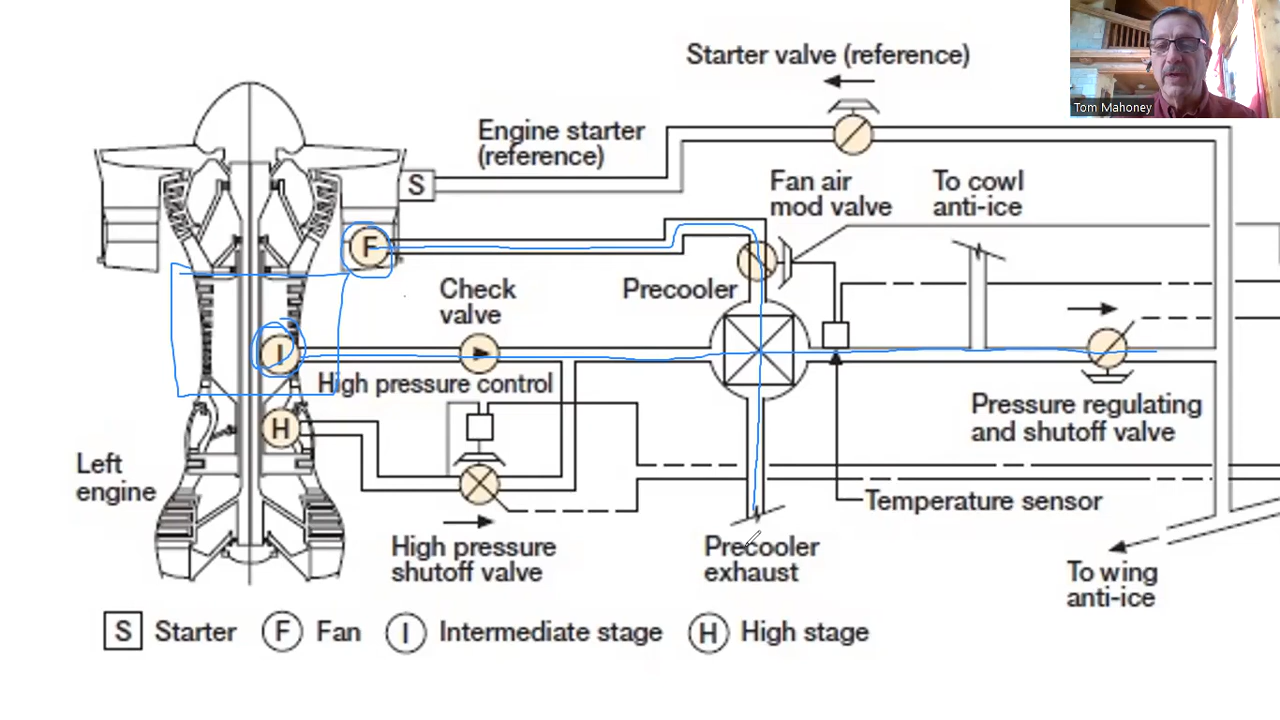 Starter valve (reference)
Tom Mahoney
Engine starter
(reference)
S
Fan air
mod valve
To cowl
anti-ice
F
Check
valve
Precooler
I
High pressure control
H
Pressure regulating
and shutoff valve
Left
engine
Temperature sensor
High pressure
shutoff valve
Precooler
exhaust
To wing
anti-ice
S Starter F Fan I Intermediate stage H High stage